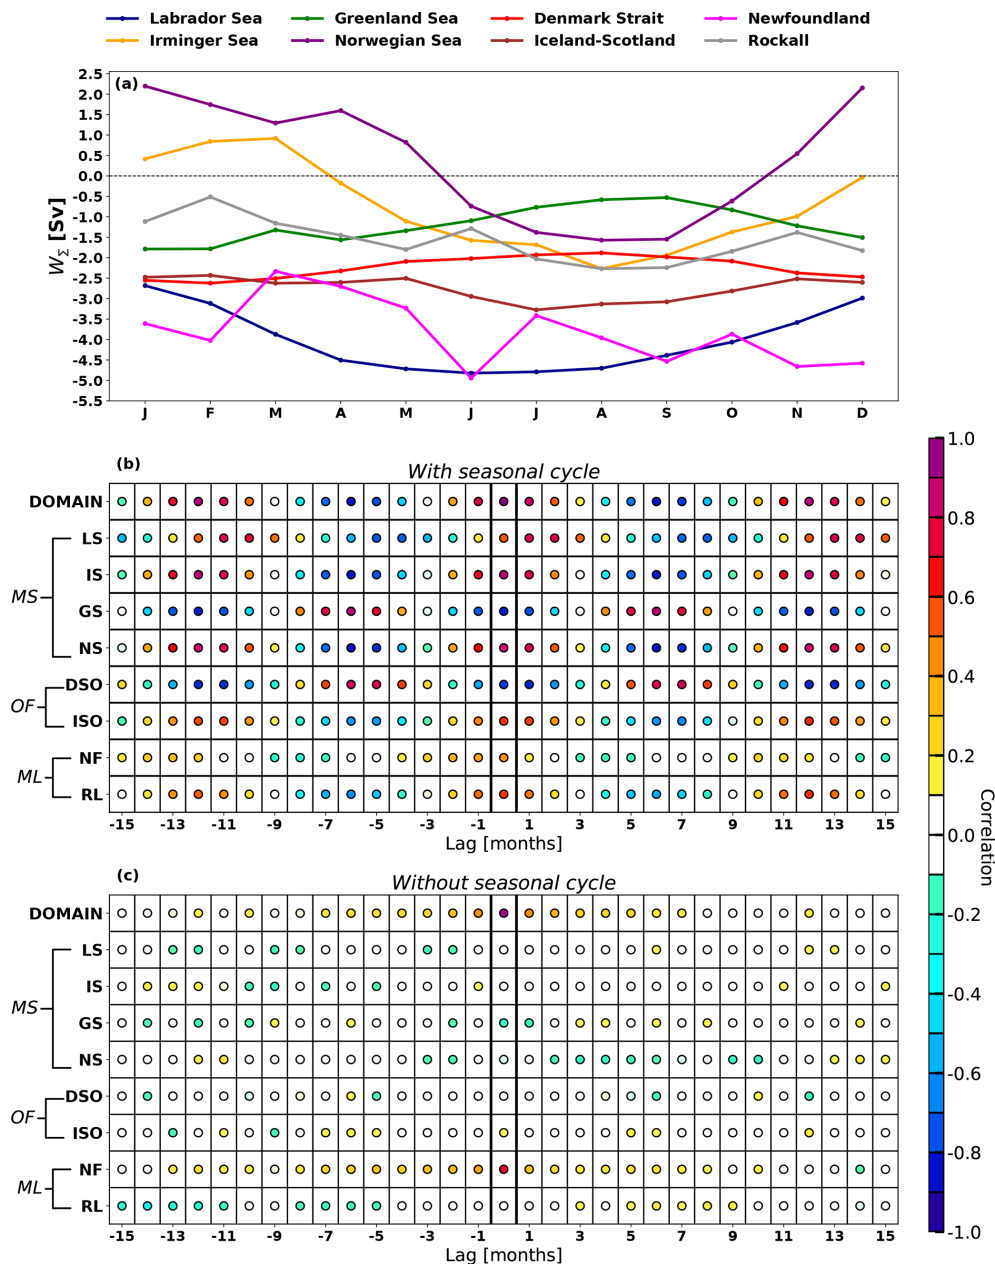 Labrador Sea Greenland Sea Denmark Strait Newfoundland
Irminger Sea Norwegian Sea Iceland-Scotland Rockall
(a)
W_Σ [Sv]
2.5
2.0
1.5
1.0
0.5
0.0
-0.5
-1.0
-1.5
-2.0
-2.5
-3.0
-3.5
-4.0
-4.5
-5.0
-5.5
J F M A M J J A S O N D
(b)
With seasonal cycle
DOMAIN
LS
IS
MS
GS
NS
DSO
OF
ISO
NF
ML
RL
-15 -13 -11 -9 -7 -5 -3 -1 1 3 5 7 9 11 13 15
Lag [months]
(c)
Without seasonal cycle
DOMAIN
LS
IS
MS
GS
NS
DSO
OF
ISO
NF
ML
RL
-15 -13 -11 -9 -7 -5 -3 -1 1 3 5 7 9 11 13 15
Lag [months]
1.0
0.8
0.6
0.4
0.2
0.0
-0.2
-0.4
-0.6
-0.8
-1.0
Correlation